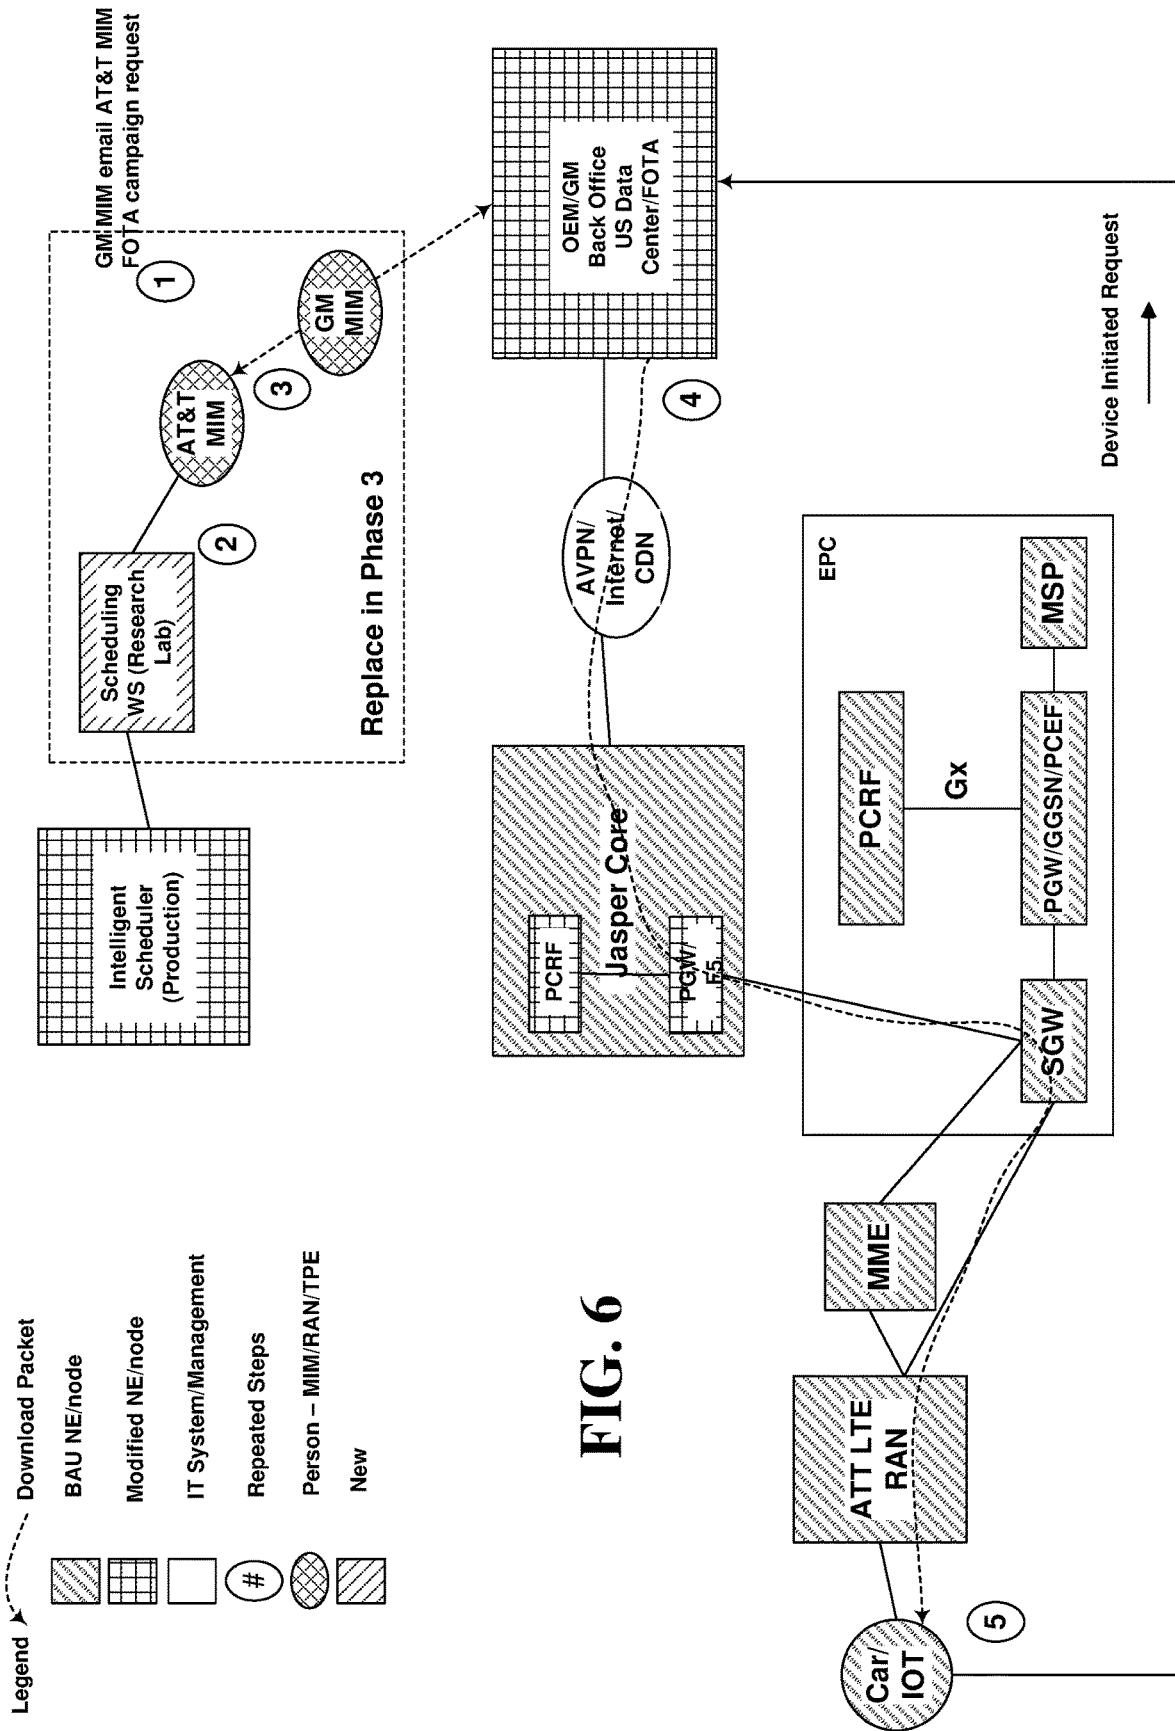 Legend
Download Packet
BAU NE/node
Modified NE/node
IT System/Management
#
Repeated Steps
Person – MIM/RAN/TPE
New
Intelligent
Scheduler
(Production)
Scheduling
WS (Research
Lab)
2
AT&T
MIM
3
GM
MIM
1
GM MIM email AT&T MIM
FOTA campaign request
Replace in Phase 3
OEM/GM
Back Office
US Data
Center/FOTA
4
AVPN/
Internet/
CDN
Jasper Core
PCRF
PGW/
F5
EPC
PCRF
Gx
PGW/GGSN/PCEF
MSP
SGW
MME
ATT LTE
RAN
Car/
IOT
5
Device Initiated Request
FIG. 6